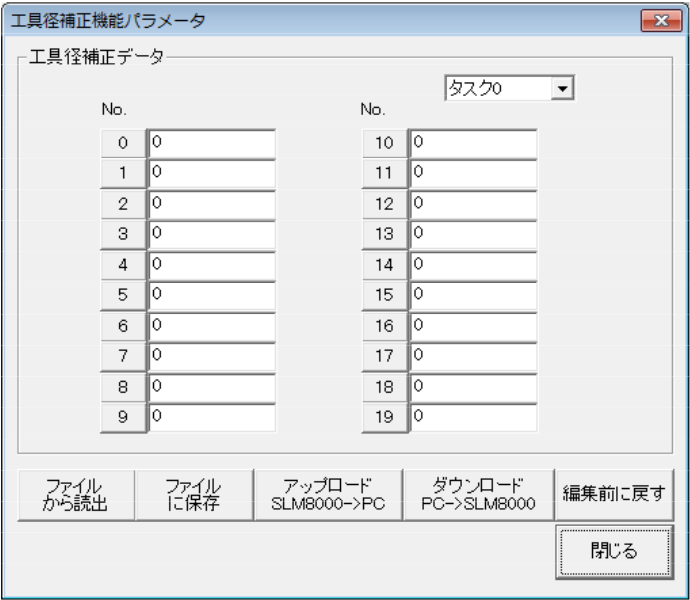 工具径補正機能パラメータ
工具径補正データ
タスク0
No. No.
0 0 10 0
1 0 11 0
2 0 12 0
3 0 13 0
4 0 14 0
5 0 15 0
6 0 16 0
7 0 17 0
8 0 18 0
9 0 19 0
ファイル
から読出
ファイル
に保存
アップロード
SLM8000->PC
ダウンロード
PC->SLM8000
編集前に戻す
閉じる